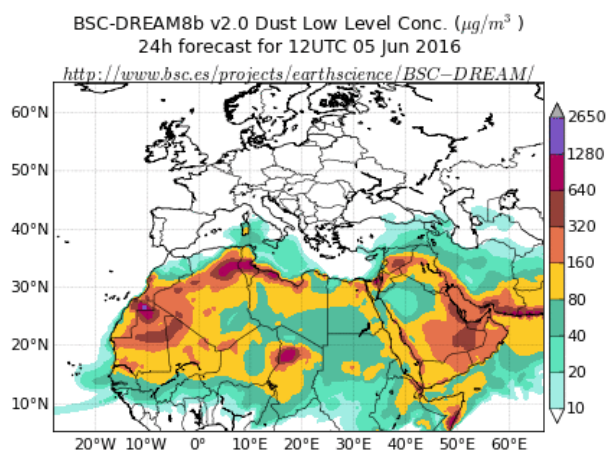 BSC-DREAM8b v2.0 Dust Low Level Conc. (μg/m³ )
24h forecast for 12UTC 05 Jun 2016
http://www.bsc.es/projects/earthscience/BSC−DREAM/
60°N
50°N
40°N
30°N
20°N
10°N
20°W
10°W
0°
10°E
20°E
30°E
40°E
50°E
60°E
2650
1280
640
320
160
80
40
20
10